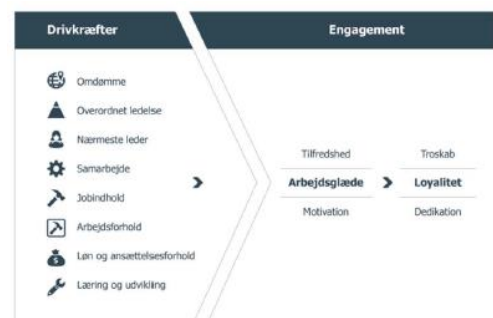 Drivkræfter
Engagement
Omdømme
Overordnet ledelse
Nærmeste leder
Samarbejde
Jobindhold
Arbejdsforhold
Løn og ansættelsesforhold
Læring og udvikling
Tilfredshed
Arbejdsglæde
Motivation
Troskab
Loyalitet
Dedikation